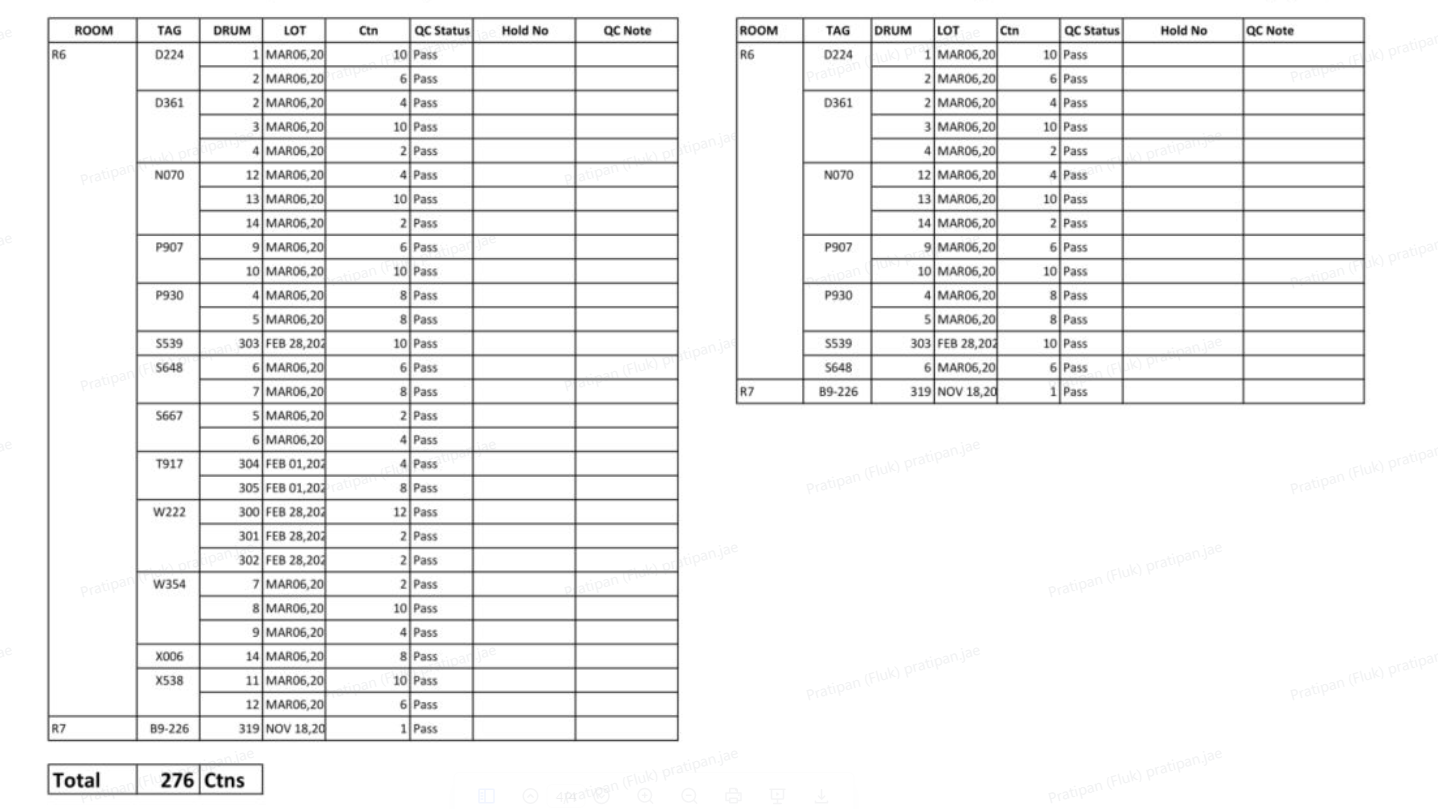 ROOM TAG DRUM LOT Ctn QC Status Hold No QC Note
R6 D224 1 MAR06,20 10 Pass
2 MAR06,20 6 Pass
D361 2 MAR06,20 4 Pass
3 MAR06,20 10 Pass
4 MAR06,20 2 Pass
N070 12 MAR06,20 4 Pass
13 MAR06,20 10 Pass
14 MAR06,20 2 Pass
P907 9 MAR06,20 6 Pass
10 MAR06,20 10 Pass
P930 4 MAR06,20 8 Pass
5 MAR06,20 8 Pass
S539 303 FEB 28,202 10 Pass
S648 6 MAR06,20 6 Pass
7 MAR06,20 8 Pass
S667 5 MAR06,20 2 Pass
6 MAR06,20 4 Pass
T917 304 FEB 01,202 4 Pass
305 FEB 01,202 8 Pass
W222 300 FEB 28,202 12 Pass
301 FEB 28,202 2 Pass
302 FEB 28,202 2 Pass
W354 7 MAR06,20 2 Pass
8 MAR06,20 10 Pass
9 MAR06,20 4 Pass
X006 14 MAR06,20 8 Pass
X538 11 MAR06,20 10 Pass
12 MAR06,20 6 Pass
R7 B9-226 319 NOV 18,20 1 Pass
Total 276 Ctns
ROOM TAG DRUM LOT Ctn QC Status Hold No QC Note
R6 D224 1 MAR06,20 10 Pass
2 MAR06,20 6 Pass
D361 2 MAR06,20 4 Pass
3 MAR06,20 10 Pass
4 MAR06,20 2 Pass
N070 12 MAR06,20 4 Pass
13 MAR06,20 10 Pass
14 MAR06,20 2 Pass
P907 9 MAR06,20 6 Pass
10 MAR06,20 10 Pass
P930 4 MAR06,20 8 Pass
5 MAR06,20 8 Pass
S539 303 FEB 28,202 10 Pass
S648 6 MAR06,20 6 Pass
R7 B9-226 319 NOV 18,20 1 Pass
Pratipan (Fluk) pratipan.jae